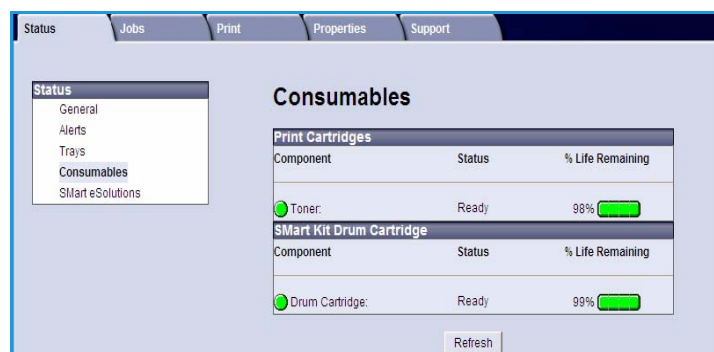 Status Jobs Print Properties Support
Status
General
Alerts
Trays
Consumables
SMart eSolutions
Consumables
Print Cartridges
Component Status % Life Remaining
Toner: Ready 98%
SMart Kit Drum Cartridge
Component Status % Life Remaining
Drum Cartridge: Ready 99%
Refresh